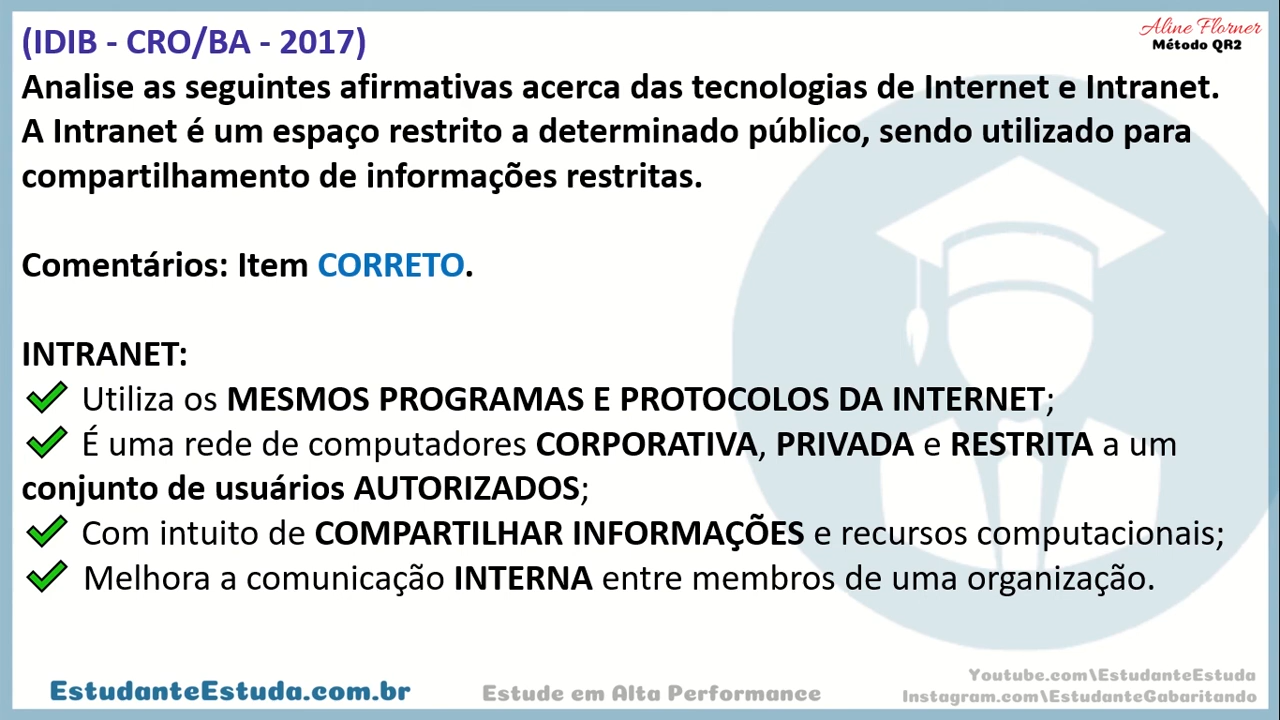 (IDIB - CRO/BA - 2017)
Aline Florner
Método QR2
Analise as seguintes afirmativas acerca das tecnologias de Internet e Intranet.
A Intranet é um espaço restrito a determinado público, sendo utilizado para
compartilhamento de informações restritas.
Comentários: Item CORRETO.
INTRANET:
Utiliza os MESMOS PROGRAMAS E PROTOCOLOS DA INTERNET;
É uma rede de computadores CORPORATIVA, PRIVADA e RESTRITA a um
conjunto de usuários AUTORIZADOS;
Com intuito de COMPARTILHAR INFORMAÇÕES e recursos computacionais;
Melhora a comunicação INTERNA entre membros de uma organização.
EstudanteEstuda.com.br
Estude em Alta Performance
Youtube.com\EstudanteEstuda
Instagram.com\EstudanteGabaritando